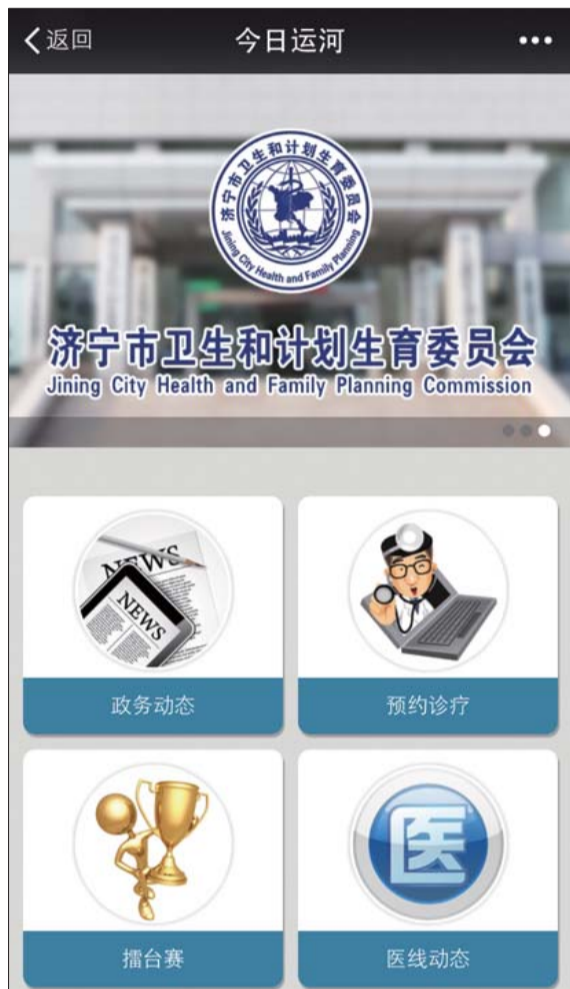 返回
今日运河
济宁市卫生和计划生育委员会
Jining City Health and Family Planning
济宁市卫生和计划生育委员会
Jining City Health and Family Planning Commission
NEWS
NEWS
政务动态
预约诊疗
医
擂台赛
医线动态